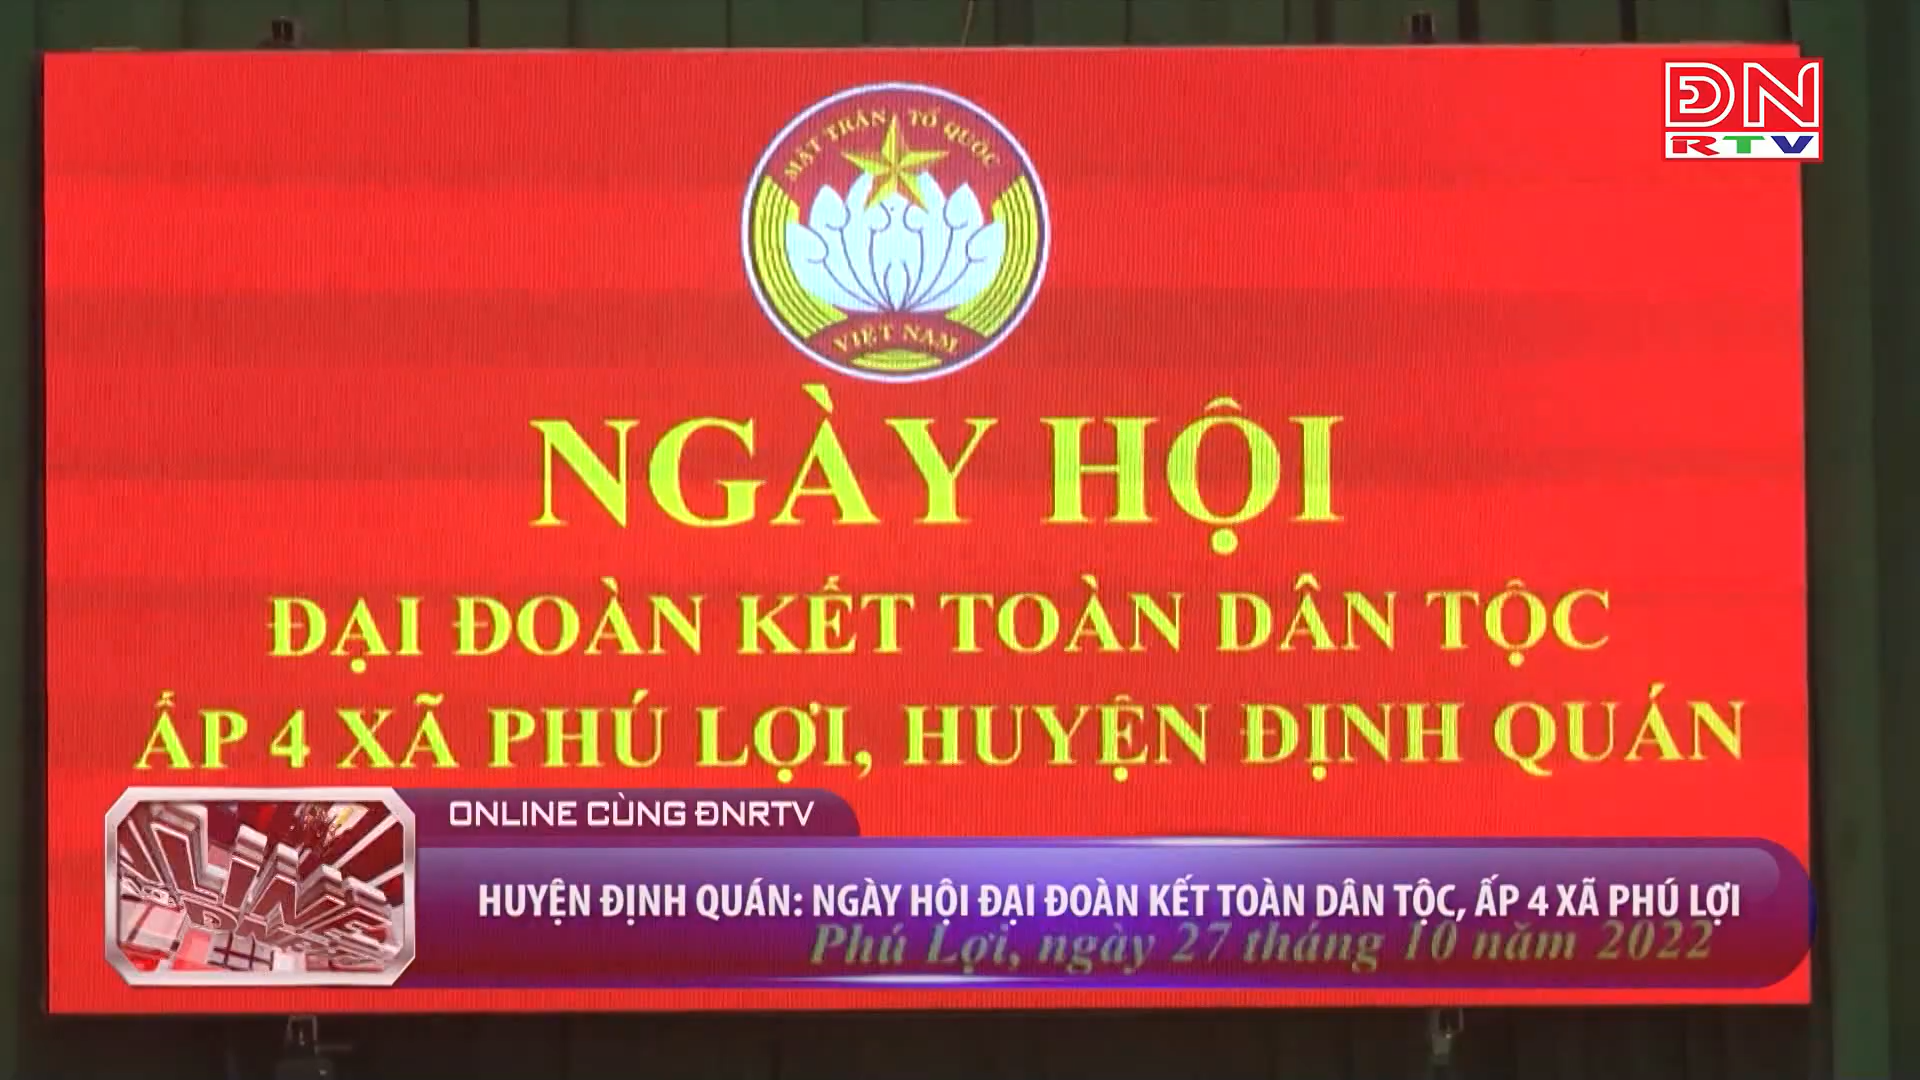 ĐN
RTV
MẶT TRẬN TỔ QUỐC
VIỆT NAM
NGÀY HỘI
ĐẠI ĐOÀN KẾT TOÀN DÂN TỘC
ẤP 4 XÃ PHÚ LỢI, HUYỆN ĐỊNH QUÁN
ONLINE CÙNG ĐNRTV
HUYỆN ĐỊNH QUÁN: NGÀY HỘI ĐẠI ĐOÀN KẾT TOÀN DÂN TỘC, ẤP 4 XÃ PHÚ LỢI
Phú Lợi, ngày 27 tháng 10 năm 2022